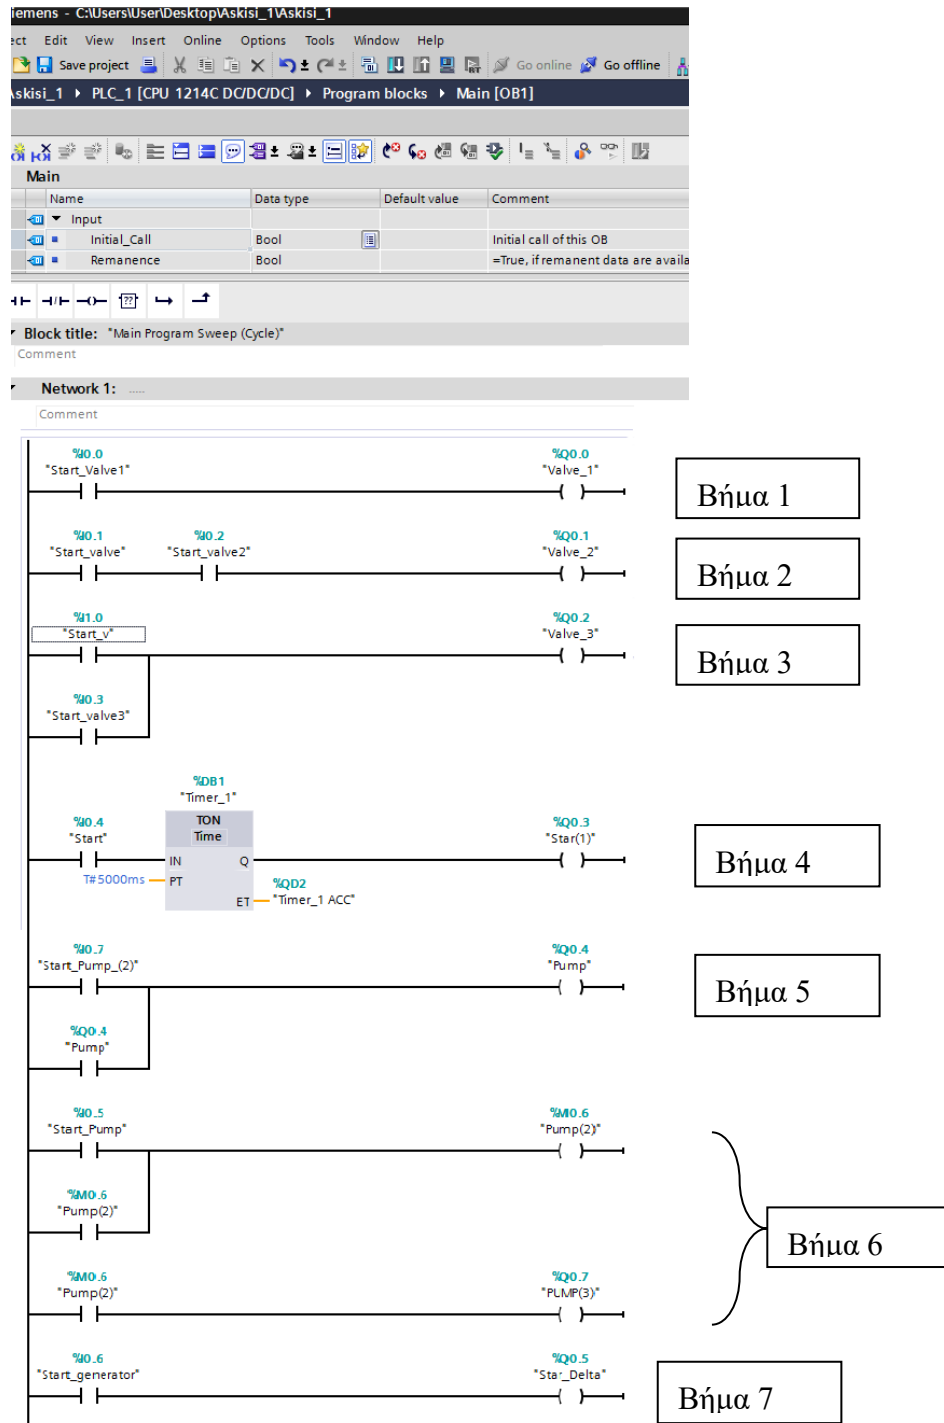 iemens - C:\Users\User\Desktop\Askisi_1\Askisi_1
ect Edit View Insert Online Options Tools Window Help
Save project Go online Go offline
Askisi_1 PLC_1 [CPU 1214C DC/DC/DC] Program blocks Main [OB1]
Main
Name Data type Default value Comment
Input
Initial_Call Bool Initial call of this OB
Remanence Bool =True, if remanent data are availa
Block title: "Main Program Sweep (Cycle)"
Comment
Network 1: .....
Comment
%I0.0 %Q0.0
"Start_Valve1" "Valve_1"
Βήμα 1
%I0.1 %I0.2 %Q0.1
"Start_valve" "Start_valve2" "Valve_2"
Βήμα 2
%I1.0 %Q0.2
"Start_v" "Valve_3"
Βήμα 3
%I0.3
"Start_valve3"
%DB1
"Timer_1"
%I0.4 TON %Q0.3
"Start" Time "Star(1)"
IN Q
Βήμα 4
T#5000ms PT %QD2
ET "Timer_1 ACC"
%I0.7 %Q0.4
"Start_Pump_(2)" "Pump"
Βήμα 5
%Q0.4
"Pump"
%I0.5 %M0.6
"Start_Pump" "Pump(2)"
%M0.6
"Pump(2)"
Βήμα 6
%M0.6 %Q0.7
"Pump(2)" "PUMP(3)"
%I0.6 %Q0.5
"Start_generator" "Star_Delta"
Βήμα 7